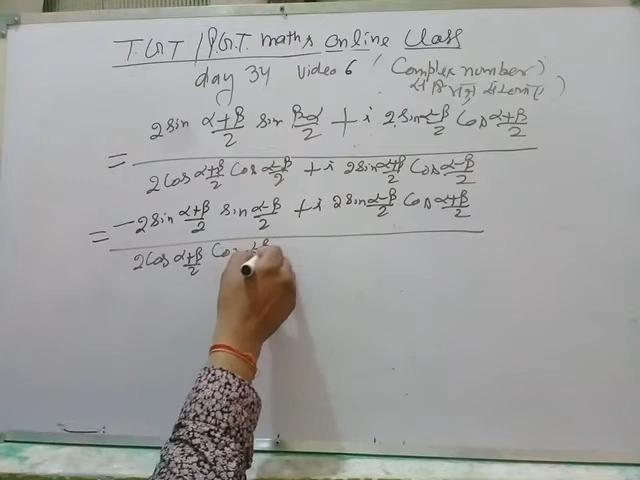 T.G.T / P.G.T. maths online Class
day 34 video 6 ( Complex number )
2 sin α+β/2 sin β-α/2 + i 2 sin α-β/2 Cos α+β/2
= 2 Cos α+β/2 Cos α-β/2 + i 2 sin α+β/2 Cos α-β/2
-2 sin α+β/2 sin α-β/2 + i 2 sin α-β/2 Cos α+β/2
= 2 Cos α+β/2